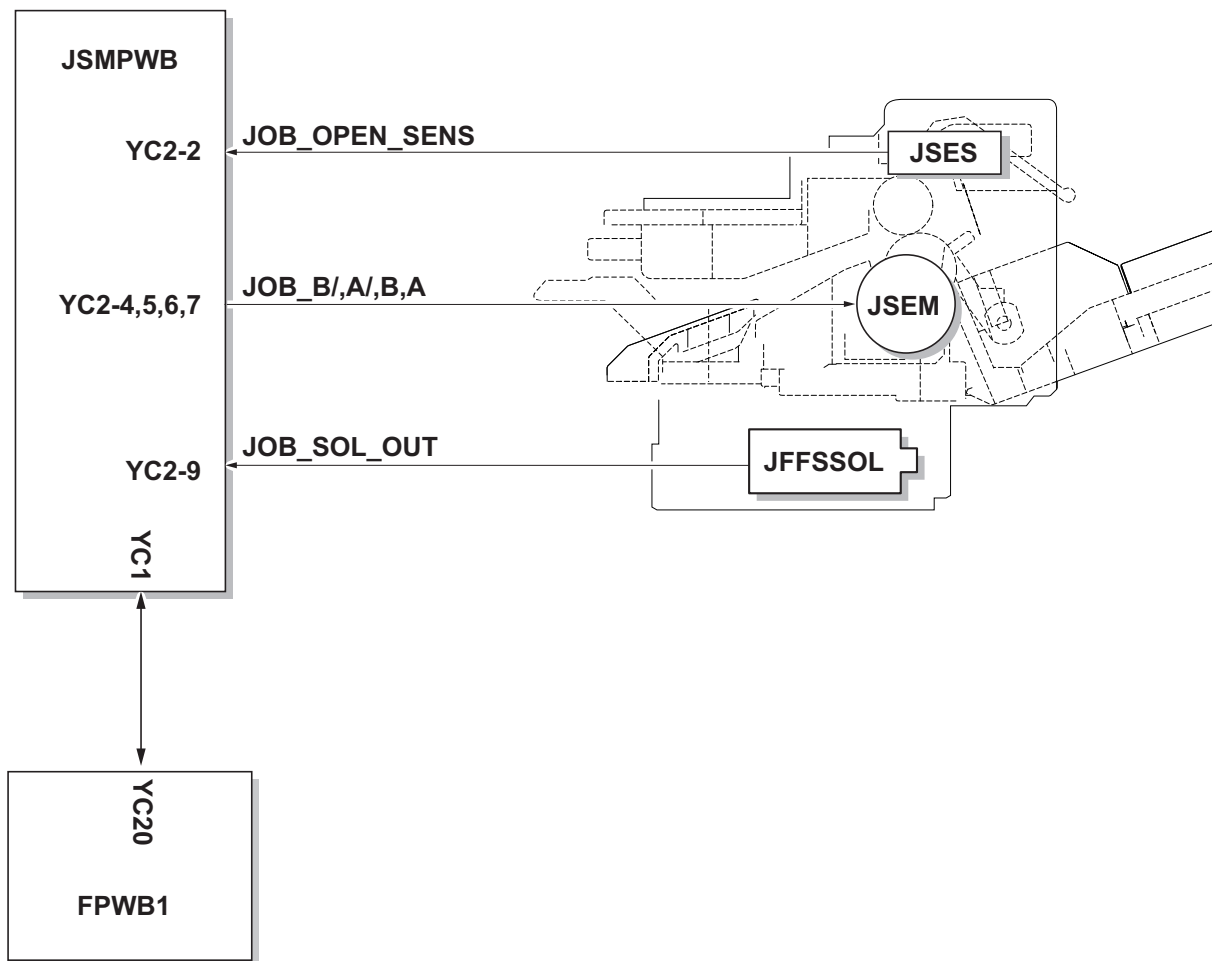 JSMPWB
YC2-2
JOB_OPEN_SENS
JSES
YC2-4,5,6,7
JOB_B/,A/,B,A
JSEM
YC2-9
JOB_SOL_OUT
JFFSSOL
YC1
YC20
FPWB1